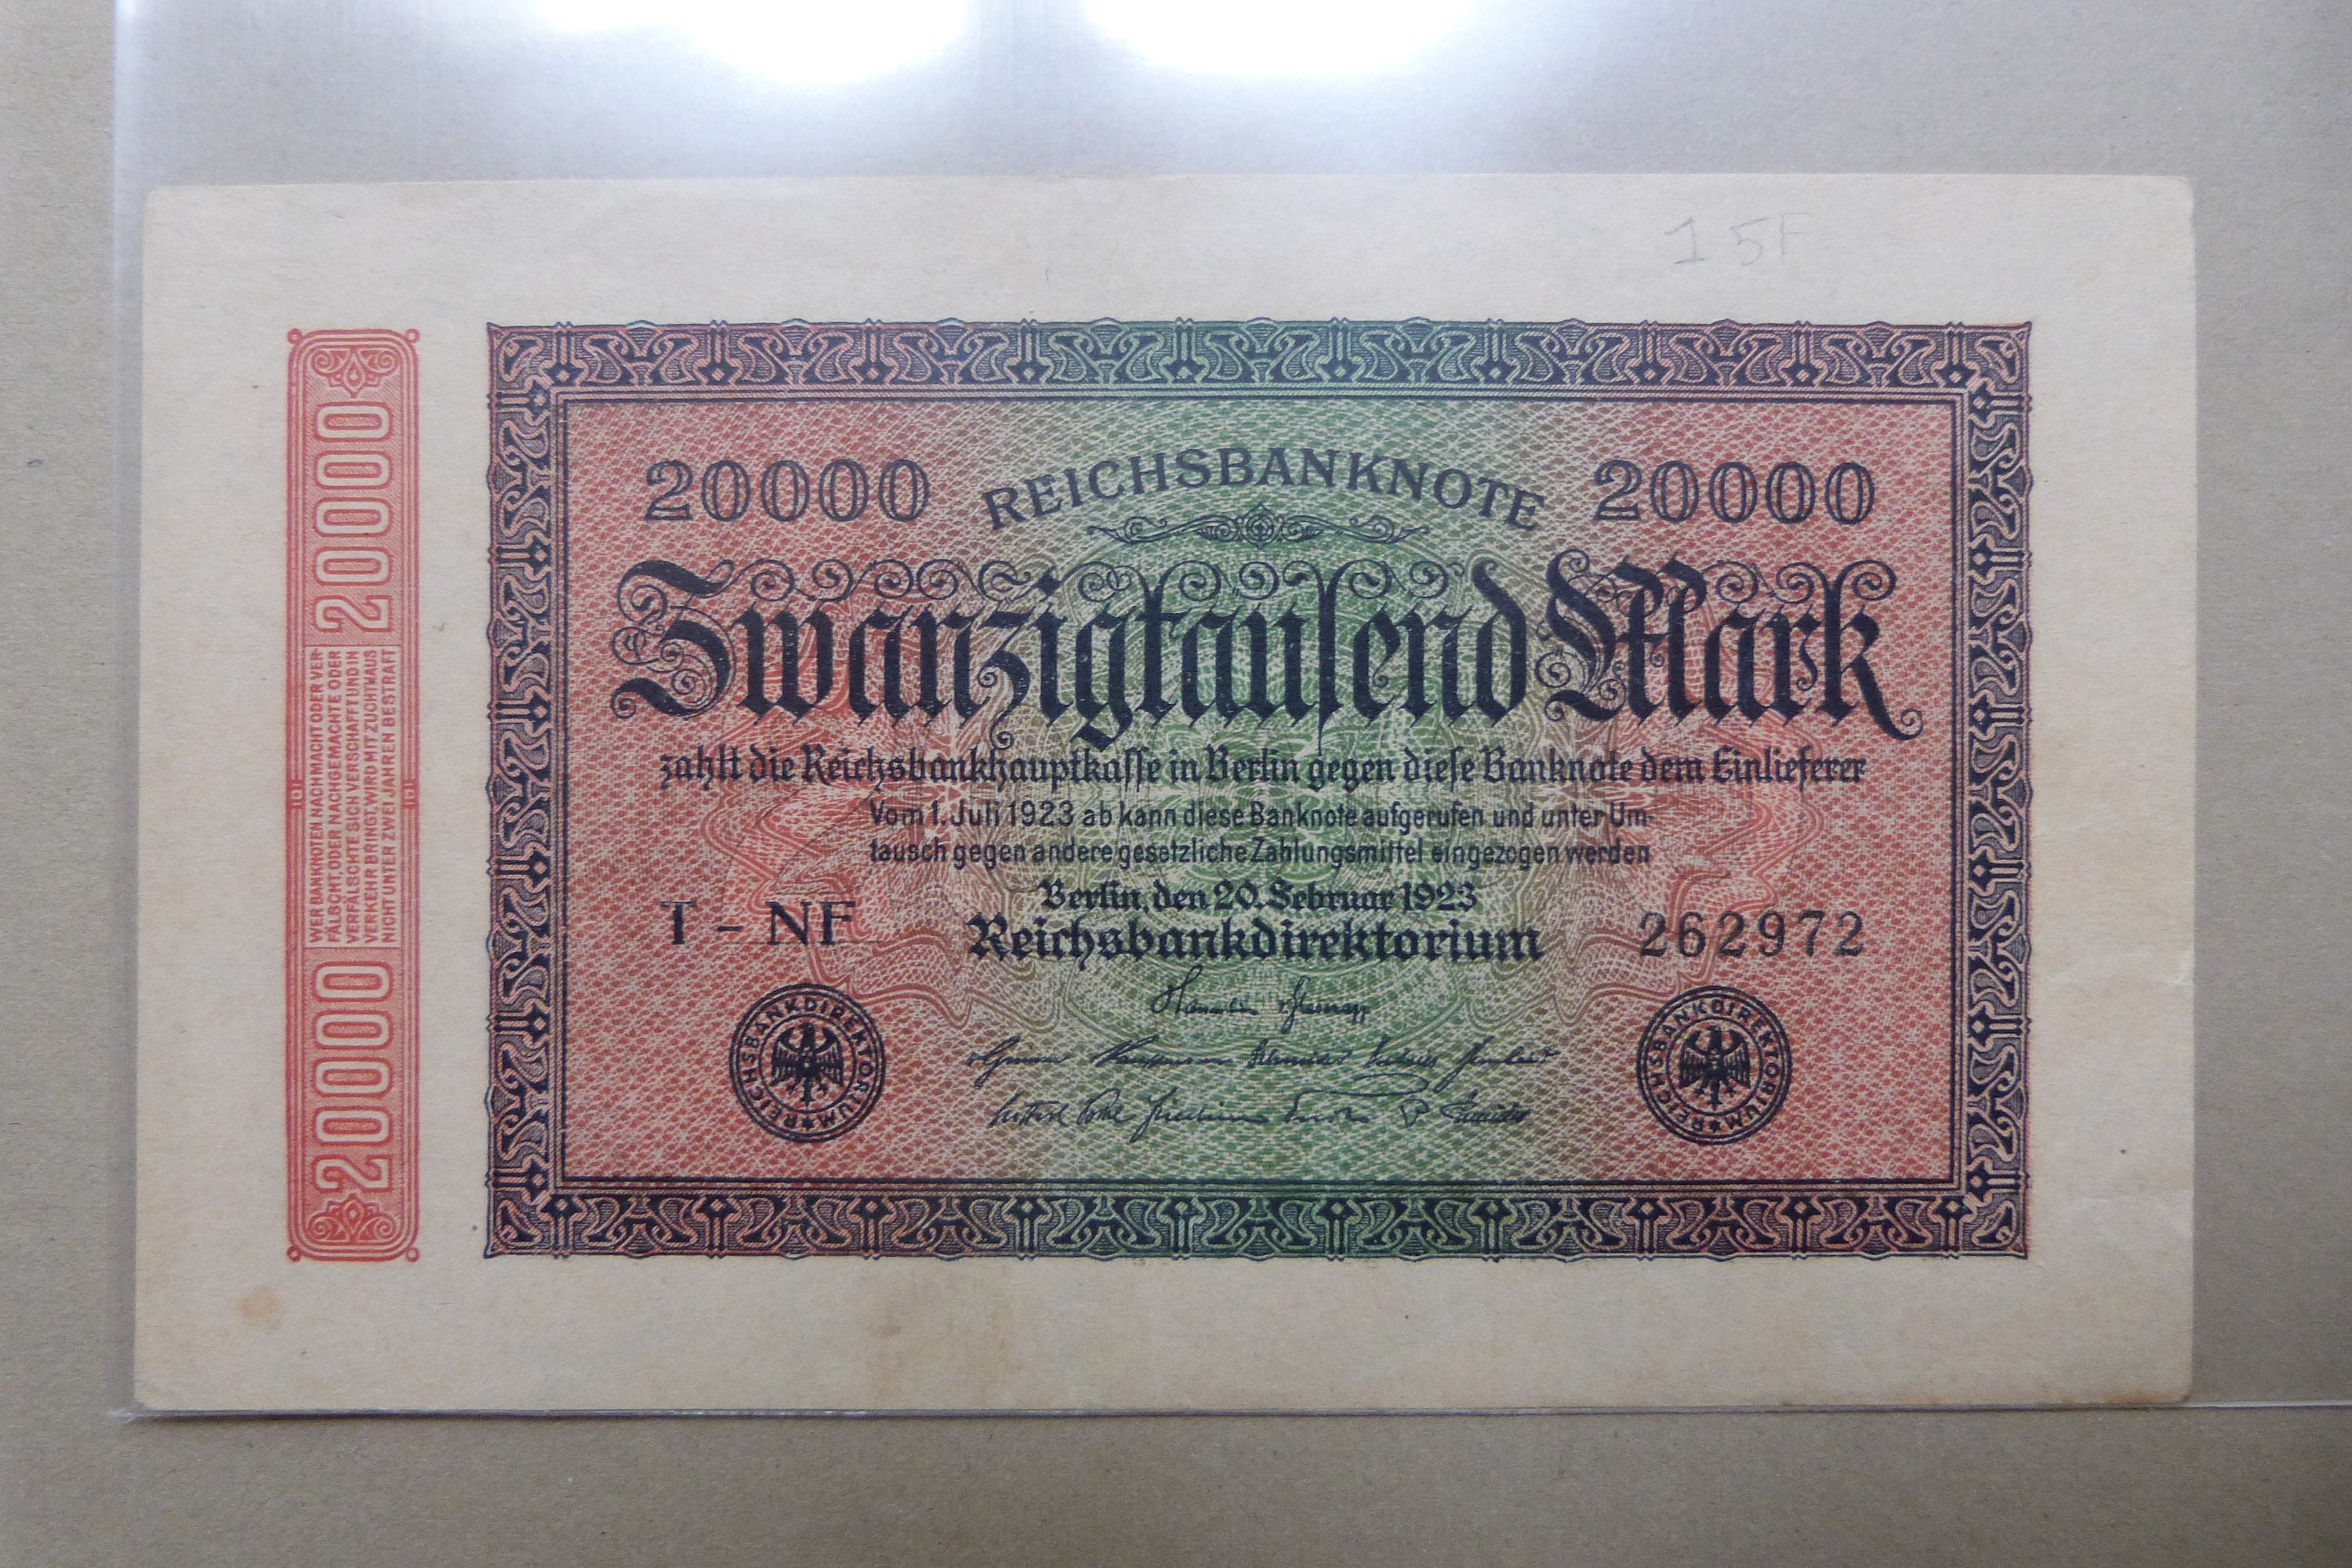 15F
20000 REICHSBANKNOTE 20000
Zwanzigtausend Mark
zahlt die Reichsbankhauptkasse in Berlin gegen diese Banknote dem Einlieferer
Vom 1. Juli 1923 ab kann diese Banknote aufgerufen und unter Um-
tausch gegen andere gesetzliche Zahlungsmittel eingezogen werden
Berlin, den 20. Februar 1923
T - NF Reichsbankdirektorium 262972
REICHSBANKDIREKTORIUM
REICHSBANKDIREKTORIUM
20000
WER BANKNOTEN NACHMACHT ODER VER-
FÄLSCHT, ODER NACHGEMACHTE ODER
VERFÄLSCHTE SICH VERSCHAFFT UND IN
VERKEHR BRINGT, WIRD MIT ZUCHTHAUS
NICHT UNTER ZWEI JAHREN BESTRAFT
20000